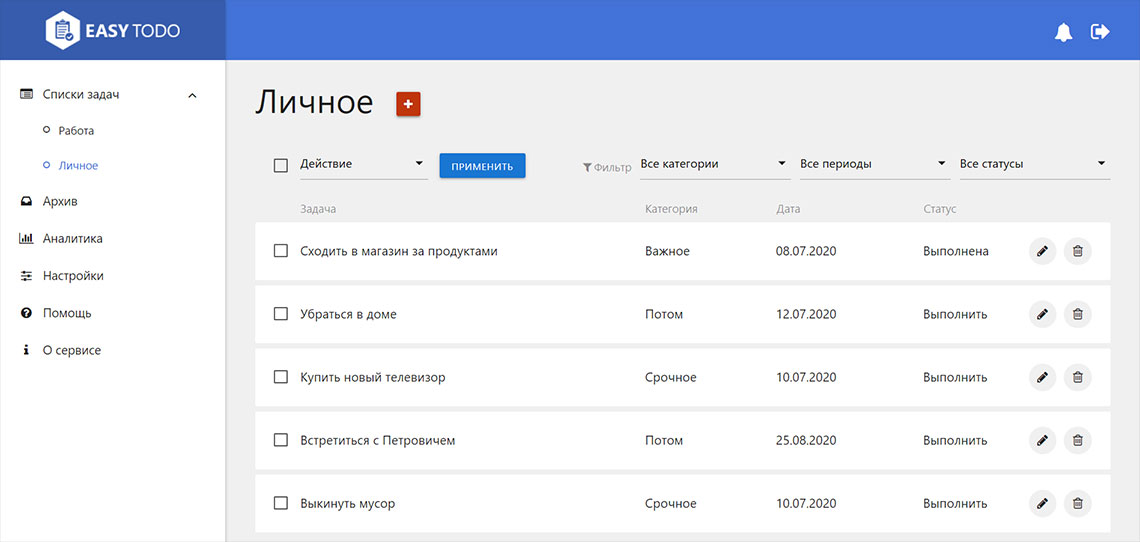 EASY TODO
Списки задач
Работа
Личное
Архив
Аналитика
Настройки
Помощь
О сервисе
Личное
Действие ПРИМЕНИТЬ Фильтр Все категории Все периоды Все статусы
Задача Категория Дата Статус
Сходить в магазин за продуктами Важное 08.07.2020 Выполнена
Убраться в доме Потом 12.07.2020 Выполнить
Купить новый телевизор Срочное 10.07.2020 Выполнить
Встретиться с Петровичем Потом 25.08.2020 Выполнить
Выкинуть мусор Срочное 10.07.2020 Выполнить